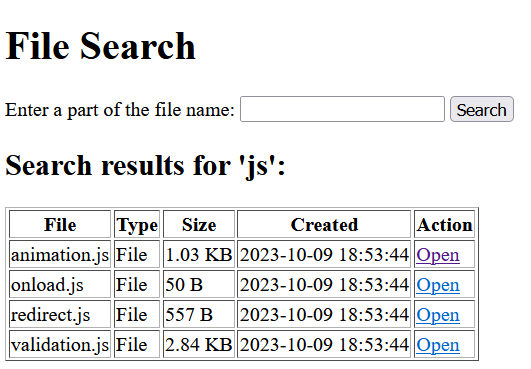 File Search
Enter a part of the file name: Search
Search results for 'js':
File Type Size Created Action
animation.js File 1.03 KB 2023-10-09 18:53:44 Open
onload.js File 50 B 2023-10-09 18:53:44 Open
redirect.js File 557 B 2023-10-09 18:53:44 Open
validation.js File 2.84 KB 2023-10-09 18:53:44 Open